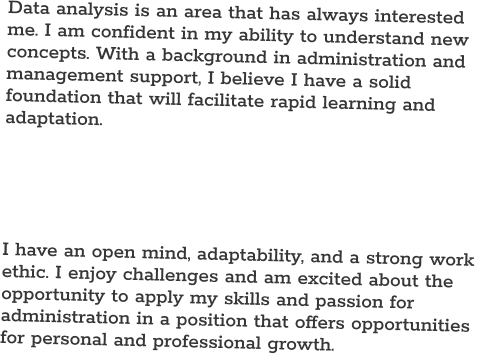 Data analysis is an area that has always interested
me. I am confident in my ability to understand new
concepts. With a background in administration and
management support, I believe I have a solid
foundation that will facilitate rapid learning and
adaptation.
I have an open mind, adaptability, and a strong work
ethic. I enjoy challenges and am excited about the
opportunity to apply my skills and passion for
administration in a position that offers opportunities
for personal and professional growth.